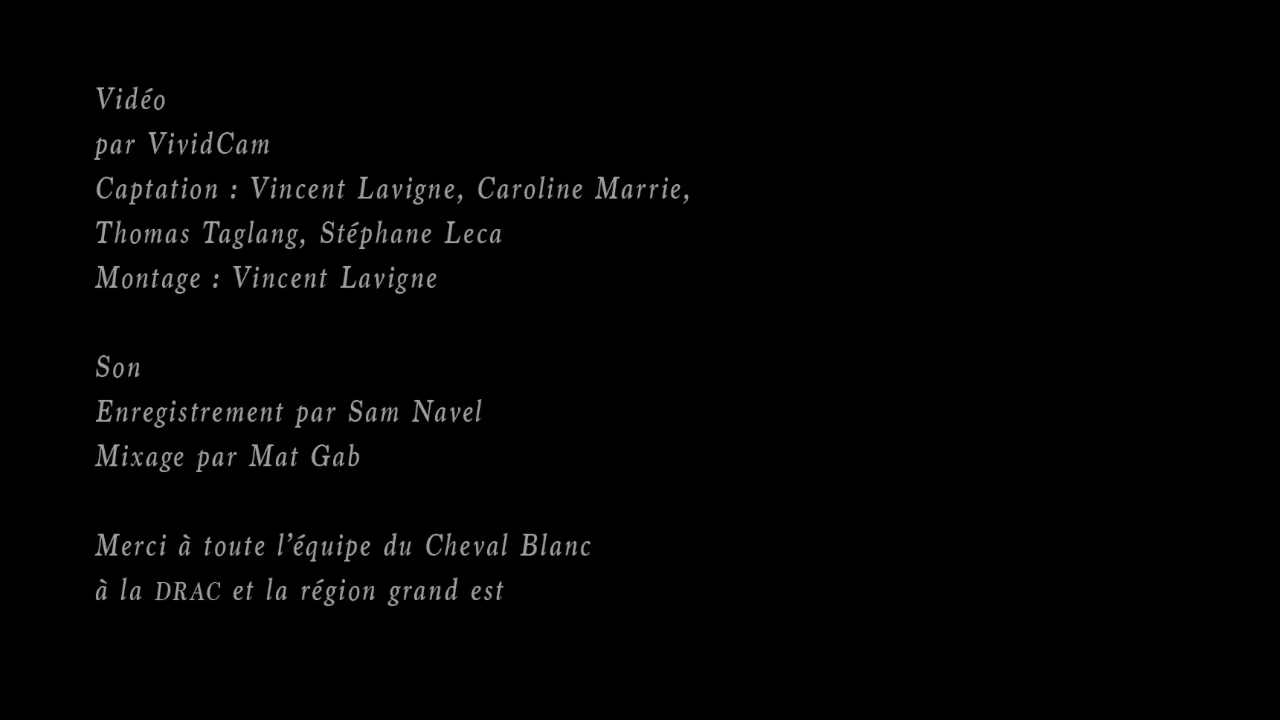 Vidéo
par VividCam
Captation : Vincent Lavigne, Caroline Marrie,
Thomas Taglang, Stéphane Leca
Montage : Vincent Lavigne
Son
Enregistrement par Sam Navel
Mixage par Mat Gab
Merci à toute l’équipe du Cheval Blanc
à la DRAC et la région grand est